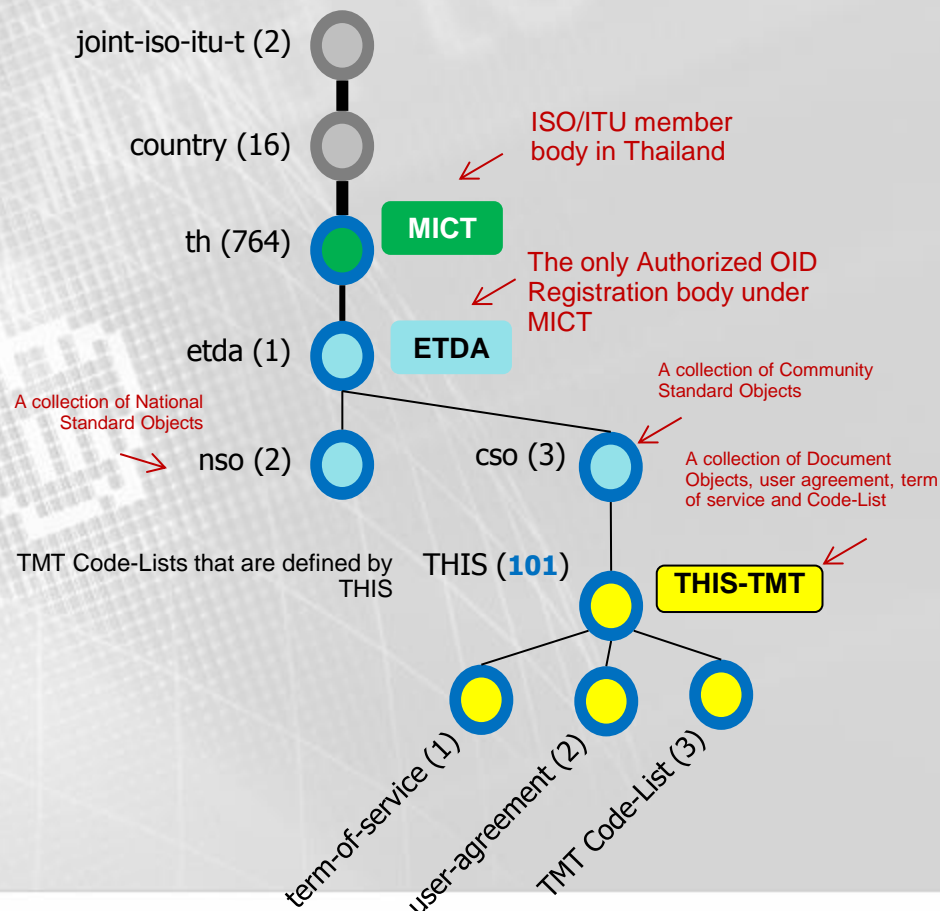 joint-iso-itu-t (2)
country (16)
ISO/ITU member
body in Thailand
th (764)
MICT
The only Authorized OID
Registration body under
MICT
etda (1)
ETDA
A collection of National
Standard Objects
nso (2)
A collection of Community
Standard Objects
cso (3)
A collection of Document
Objects, user agreement, term
of service and Code-List
TMT Code-Lists that are defined by
THIS
THIS (101)
THIS-TMT
term-of-service (1)
user-agreement (2)
TMT Code-List (3)